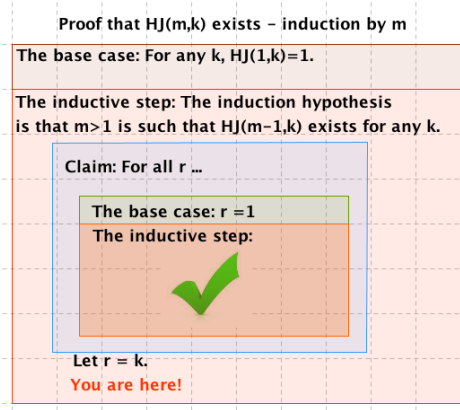 Proof that HJ(m,k) exists - induction by m
The base case: For any k, HJ(1,k)=1.
The inductive step: The induction hypothesis
is that m>1 is such that HJ(m-1,k) exists for any k.
Claim: For all r ...
The base case: r =1
The inductive step:
Let r = k.
You are here!